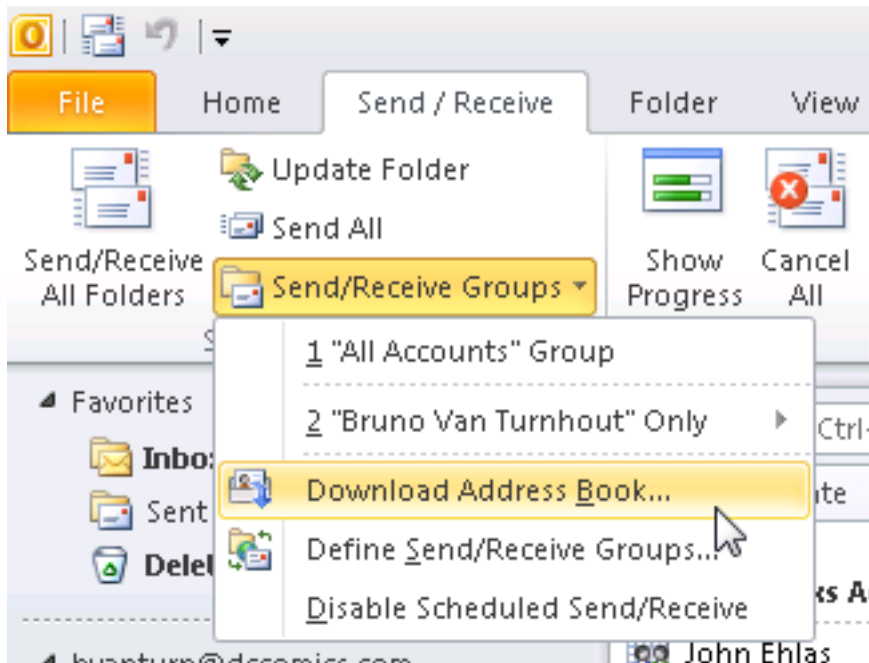 File Home Send / Receive Folder View
Update Folder
Send All
Send/Receive
All Folders
Send/Receive Groups
Show
Progress
Cancel
All
1 "All Accounts" Group
2 "Bruno Van Turnhout" Only
Download Address Book...
Define Send/Receive Groups...
Disable Scheduled Send/Receive
Favorites
Inbo
Sent
Delet
Ctrl-
ate
ks A
John Ehlas